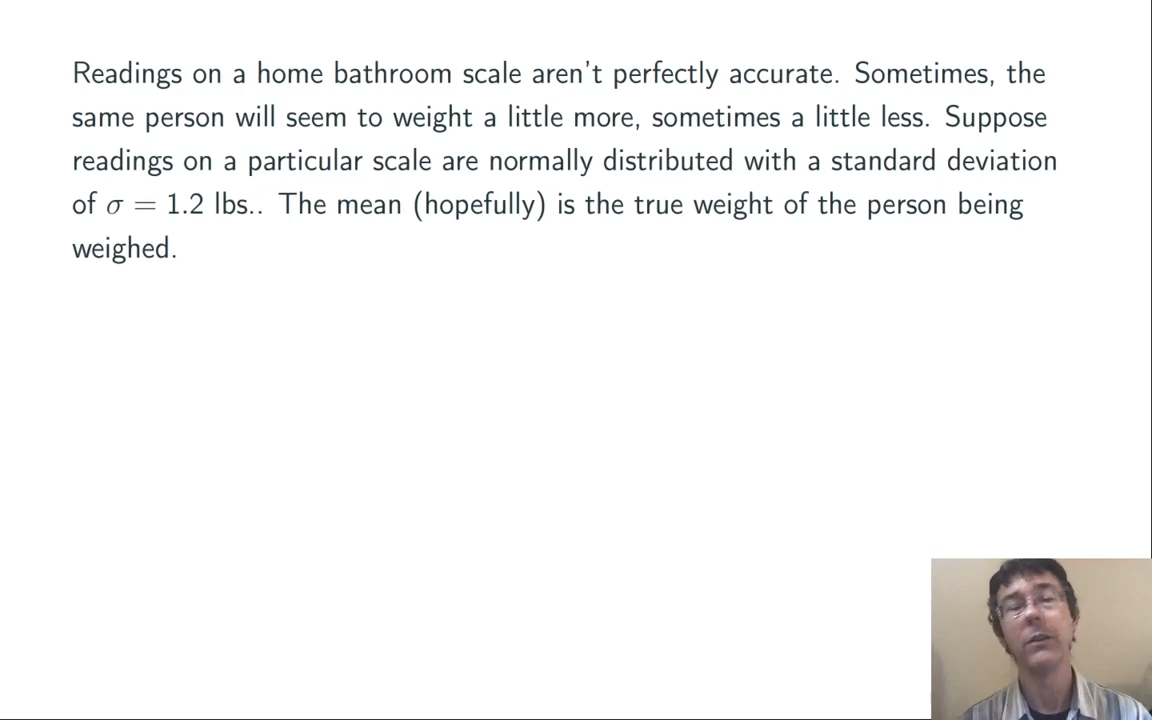 Readings on a home bathroom scale aren't perfectly accurate. Sometimes, the
same person will seem to weight a little more, sometimes a little less. Suppose
readings on a particular scale are normally distributed with a standard deviation
of σ = 1.2 lbs.. The mean (hopefully) is the true weight of the person being
weighed.